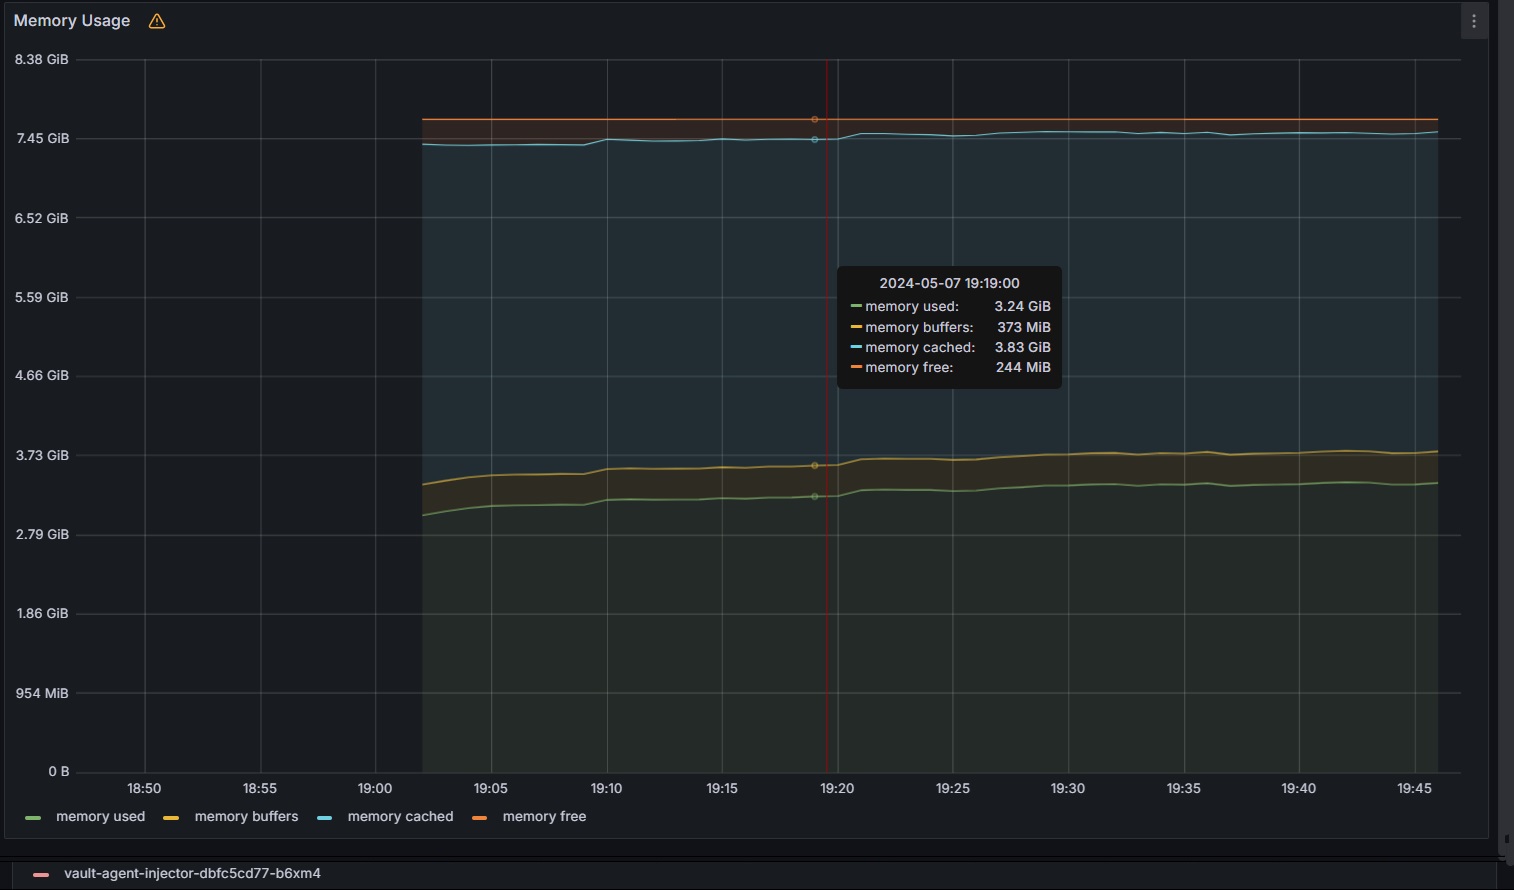 Memory Usage
8.38 GiB
7.45 GiB
6.52 GiB
5.59 GiB
4.66 GiB
3.73 GiB
2.79 GiB
1.86 GiB
954 MiB
0 B
2024-05-07 19:19:00
memory used: 3.24 GiB
memory buffers: 373 MiB
memory cached: 3.83 GiB
memory free: 244 MiB
18:50 18:55 19:00 19:05 19:10 19:15 19:20 19:25 19:30 19:35 19:40 19:45
memory used memory buffers memory cached memory free
vault-agent-injector-dbfc5cd77-b6xm4